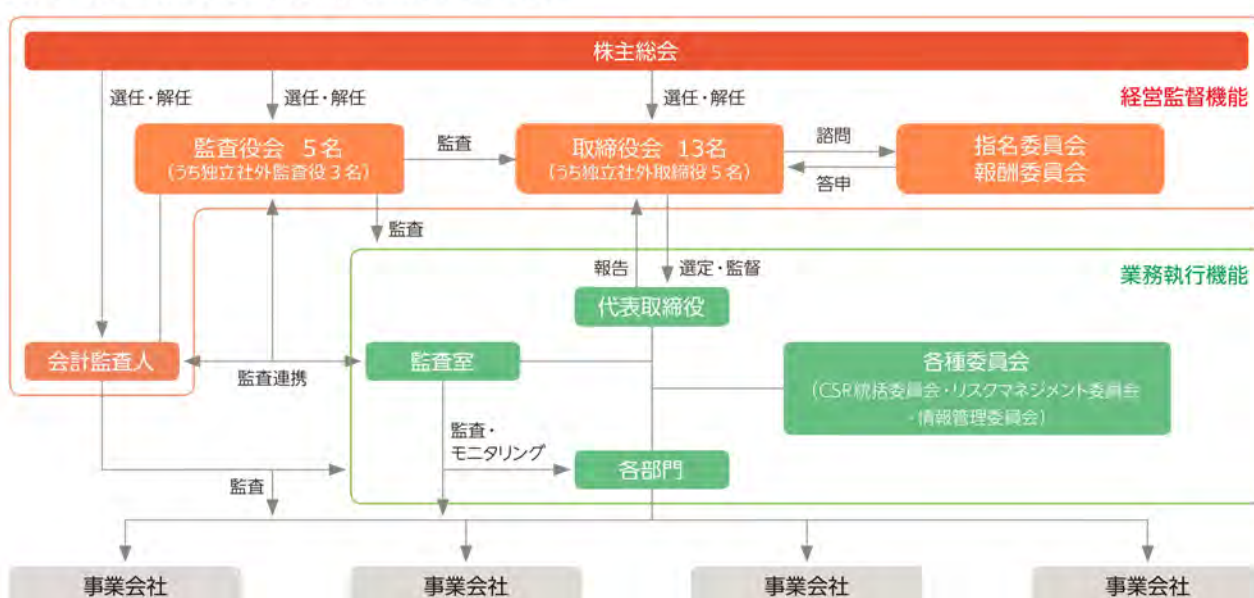 株主総会
選任・解任
選任・解任
選任・解任
経営監督機能
監査役会 5名
(うち独立社外監査役3名)
監査
取締役会 13名
(うち独立社外取締役5名)
諮問
答申
指名委員会
報酬委員会
監査
報告
選定・監督
業務執行機能
代表取締役
会計監査人
監査連携
監査室
各種委員会
(CSR統括委員会・リスクマネジメント委員会
・情報管理委員会)
監査・
モニタリング
各部門
監査
事業会社
事業会社
事業会社
事業会社